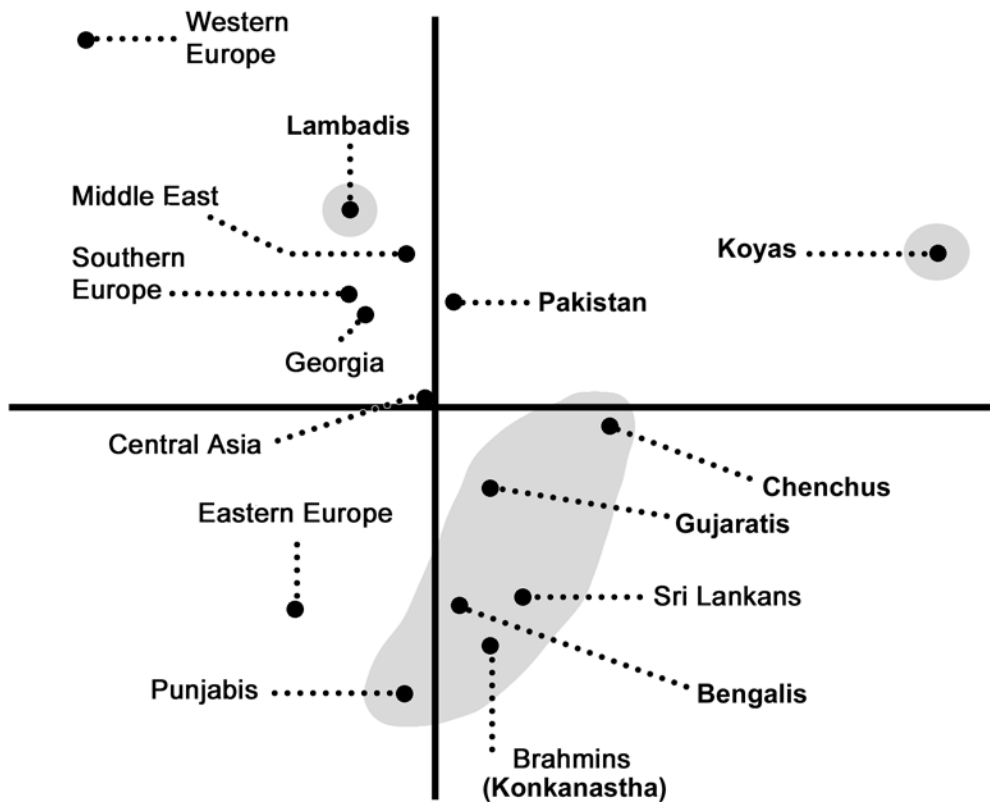 Western
Europe
Lambadis
Middle East
Koyas
Southern
Europe
Pakistan
Georgia
Central Asia
Chenchus
Eastern Europe
Gujaratis
Sri Lankans
Punjabis
Bengalis
Brahmins
(Konkanastha)